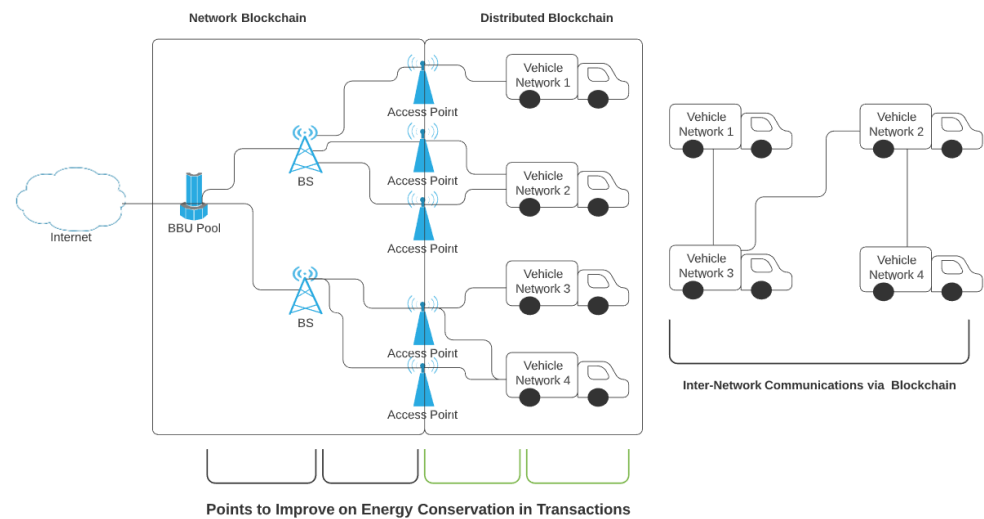 Network Blockchain
Distributed Blockchain
Vehicle
Network 1
Access Point
BS
Access Point
Vehicle
Network 2
Access Point
Internet
BBU Pool
BS
Access Point
Vehicle
Network 3
Vehicle
Network 4
Access Point
Vehicle
Network 1
Vehicle
Network 2
Vehicle
Network 3
Vehicle
Network 4
Inter-Network Communications via Blockchain
Points to Improve on Energy Conservation in Transactions